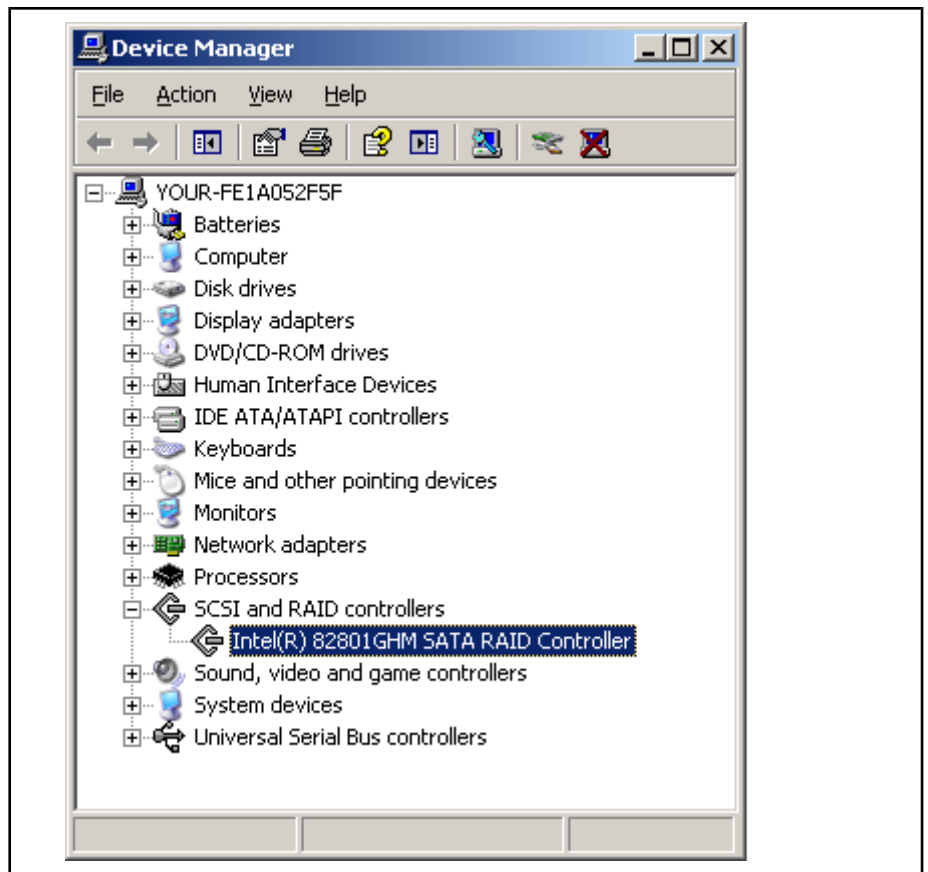 Device Manager
File Action View Help
YOUR-FE1A052F5F
Batteries
Computer
Disk drives
Display adapters
DVD/CD-ROM drives
Human Interface Devices
IDE ATA/ATAPI controllers
Keyboards
Mice and other pointing devices
Monitors
Network adapters
Processors
SCSI and RAID controllers
Intel(R) 82801GHM SATA RAID Controller
Sound, video and game controllers
System devices
Universal Serial Bus controllers